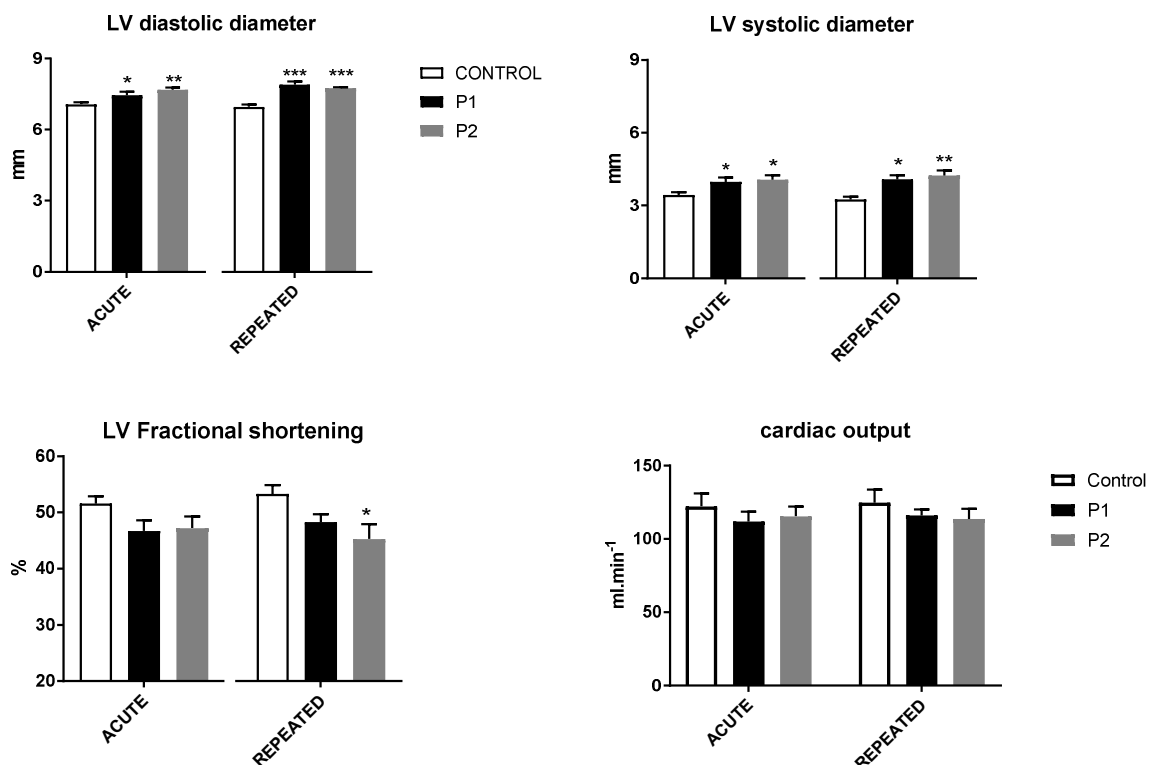 LV diastolic diameter
9
6
3
0
mm
* ** *** ***
ACUTE REPEATED
CONTROL
P1
P2
LV systolic diameter
9
6
3
0
mm
* * * **
ACUTE REPEATED
LV Fractional shortening
60
50
40
30
20
%
*
ACUTE REPEATED
cardiac output
150
100
50
0
ml.min⁻¹
ACUTE REPEATED
Control
P1
P2